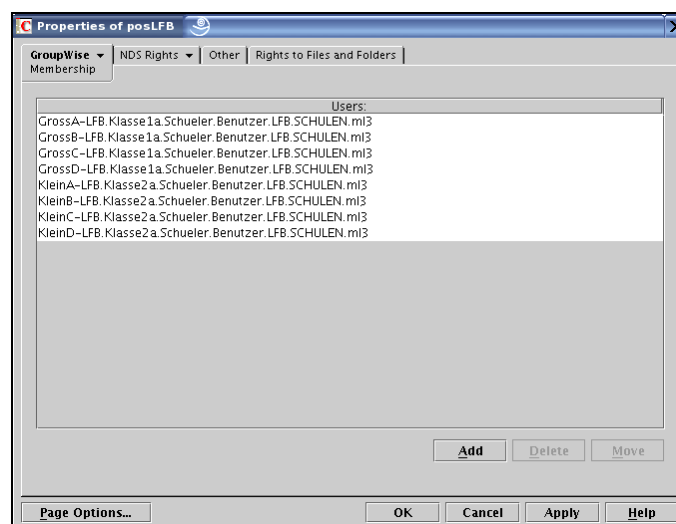 Properties of posLFB
GroupWise NDS Rights Other Rights to Files and Folders
Membership
Users:
GrossA-LFB.Klasse1a.Schueler.Benutzer.LFB.SCHULEN.ml3
GrossB-LFB.Klasse1a.Schueler.Benutzer.LFB.SCHULEN.ml3
GrossC-LFB.Klasse1a.Schueler.Benutzer.LFB.SCHULEN.ml3
GrossD-LFB.Klasse1a.Schueler.Benutzer.LFB.SCHULEN.ml3
KleinA-LFB.Klasse2a.Schueler.Benutzer.LFB.SCHULEN.ml3
KleinB-LFB.Klasse2a.Schueler.Benutzer.LFB.SCHULEN.ml3
KleinC-LFB.Klasse2a.Schueler.Benutzer.LFB.SCHULEN.ml3
KleinD-LFB.Klasse2a.Schueler.Benutzer.LFB.SCHULEN.ml3
Add Delete Move
Page Options... OK Cancel Apply Help